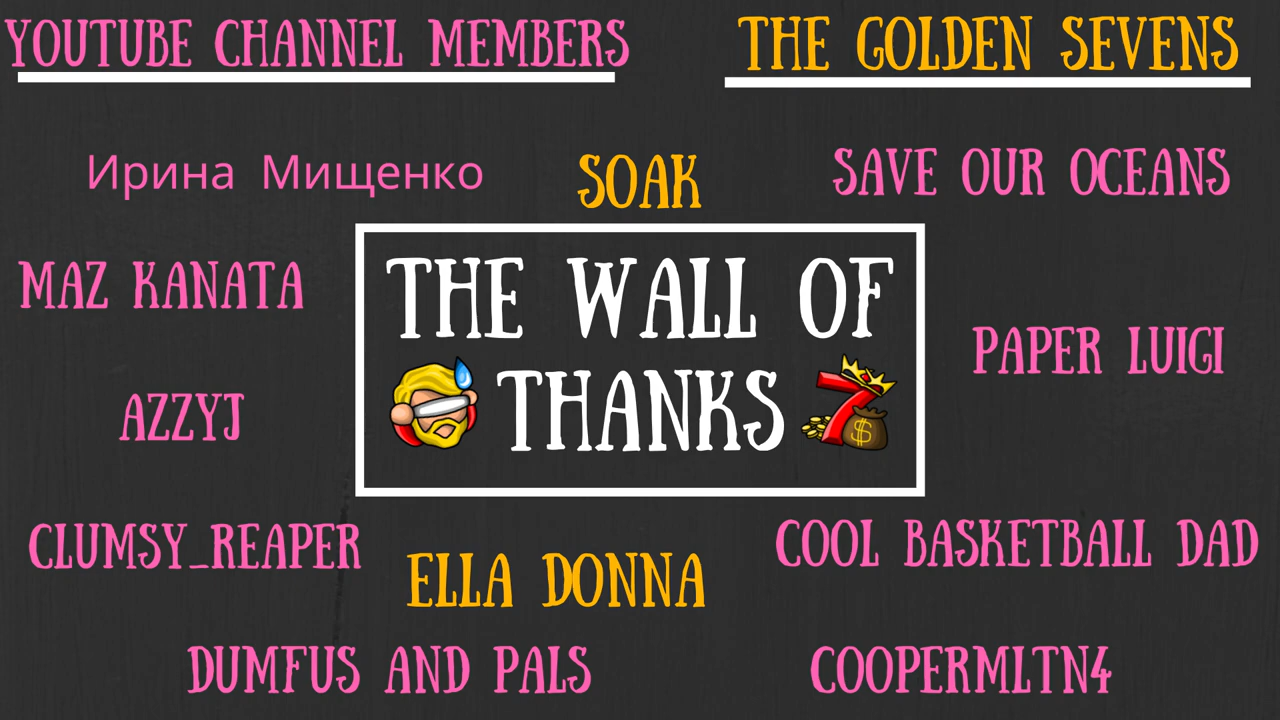 YOUTUBE CHANNEL MEMBERS
THE GOLDEN SEVENS
Ирина Мищенко
SOAK
SAVE OUR OCEANS
MAZ KANATA
THE WALL OF
THANKS
7
$
PAPER LUIGI
AZZYJ
CLUMSY_REAPER
ELLA DONNA
COOL BASKETBALL DAD
DUMFUS AND PALS
COOPERMLTN4